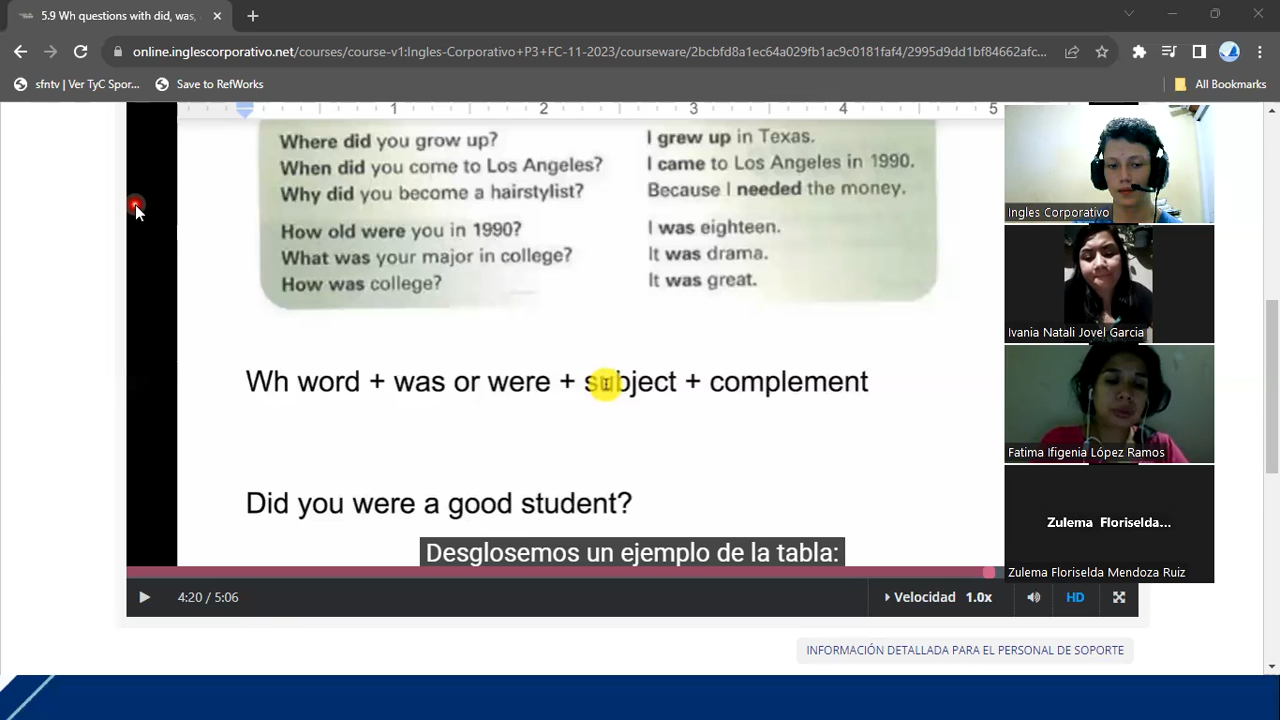 5.9 Wh questions with did, was,
online.inglescorporativo.net/courses/course-v1:Ingles-Corporativo+P3+FC-11-2023/courseware/2bcbfd8a1ec64a029fb1ac9c0181faf4/2995d9dd1bf84662afc...
sfntv | Ver TyC Spor...
Save to RefWorks
All Bookmarks
1 2 3 4 5
Where did you grow up? I grew up in Texas.
When did you come to Los Angeles? I came to Los Angeles in 1990.
Why did you become a hairstylist? Because I needed the money.
How old were you in 1990? I was eighteen.
What was your major in college? It was drama.
How was college? It was great.
Wh word + was or were + subject + complement
Did you were a good student?
Desglosemos un ejemplo de la tabla:
Ingles Corporativo
Ivania Natali Jovel Garcia
Fatima Ifigenia López Ramos
Zulema Floriselda...
Zulema Floriselda Mendoza Ruiz
4:20 / 5:06
Velocidad 1.0x
HD
INFORMACIÓN DETALLADA PARA EL PERSONAL DE SOPORTE